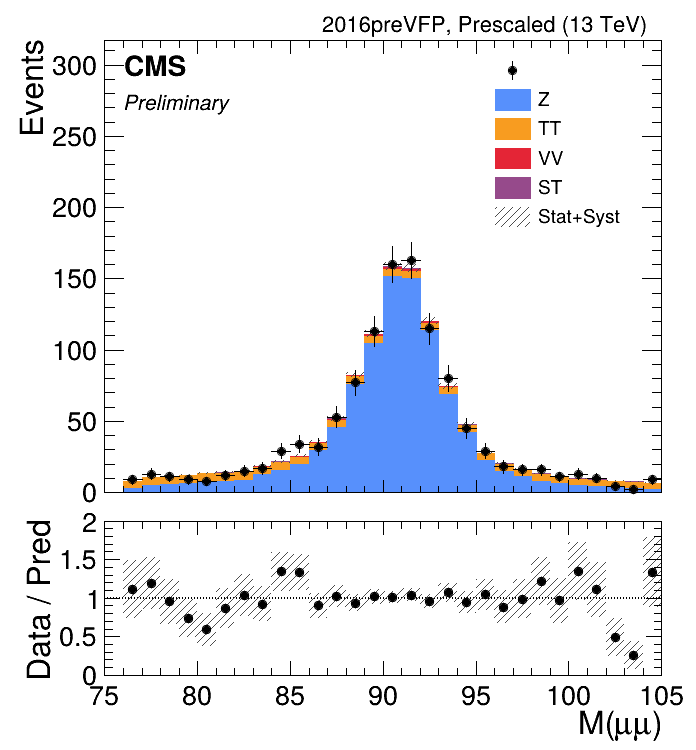 2016preVFP, Prescaled (13 TeV)
CMS
Preliminary
Events
300
250
200
150
100
50
0
Z
TT
VV
ST
Stat+Syst
Data / Pred
2
1.5
1
0.5
0
75 80 85 90 95 100 105
M(μμ)